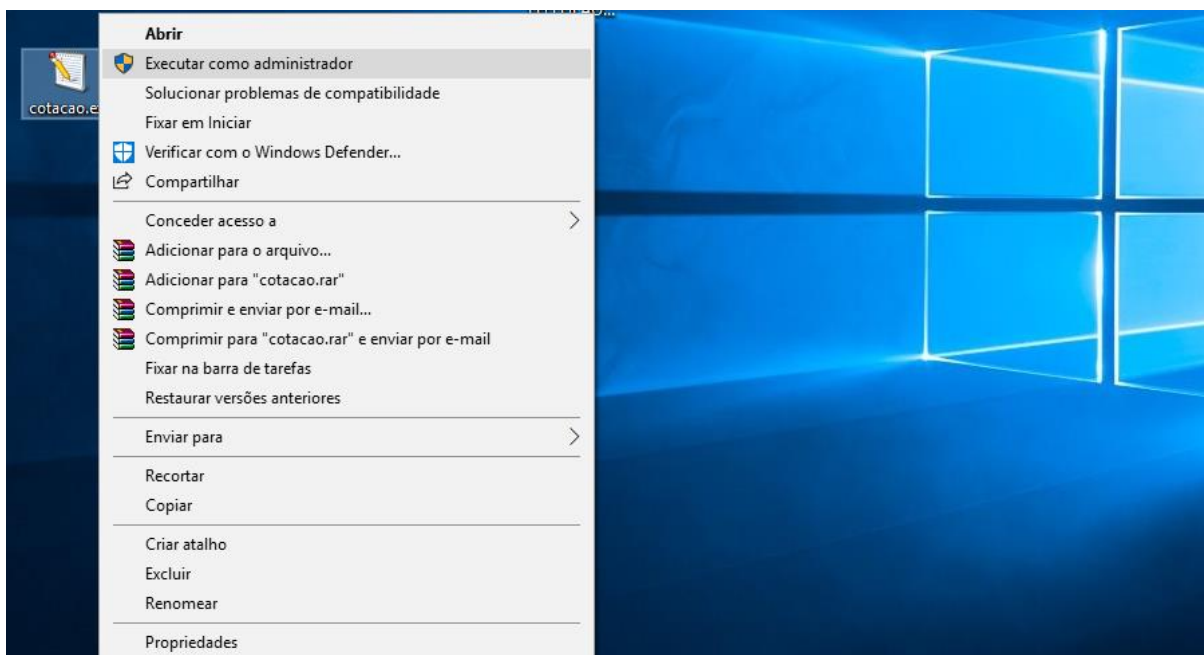 Abrir
Executar como administrador
Solucionar problemas de compatibilidade
Fixar em Iniciar
Verificar com o Windows Defender...
Compartilhar
Conceder acesso a
Adicionar para o arquivo...
Adicionar para "cotacao.rar"
Comprimir e enviar por e-mail...
Comprimir para "cotacao.rar" e enviar por e-mail
Fixar na barra de tarefas
Restaurar versões anteriores
Enviar para
Recortar
Copiar
Criar atalho
Excluir
Renomear
Propriedades
cotacao.e